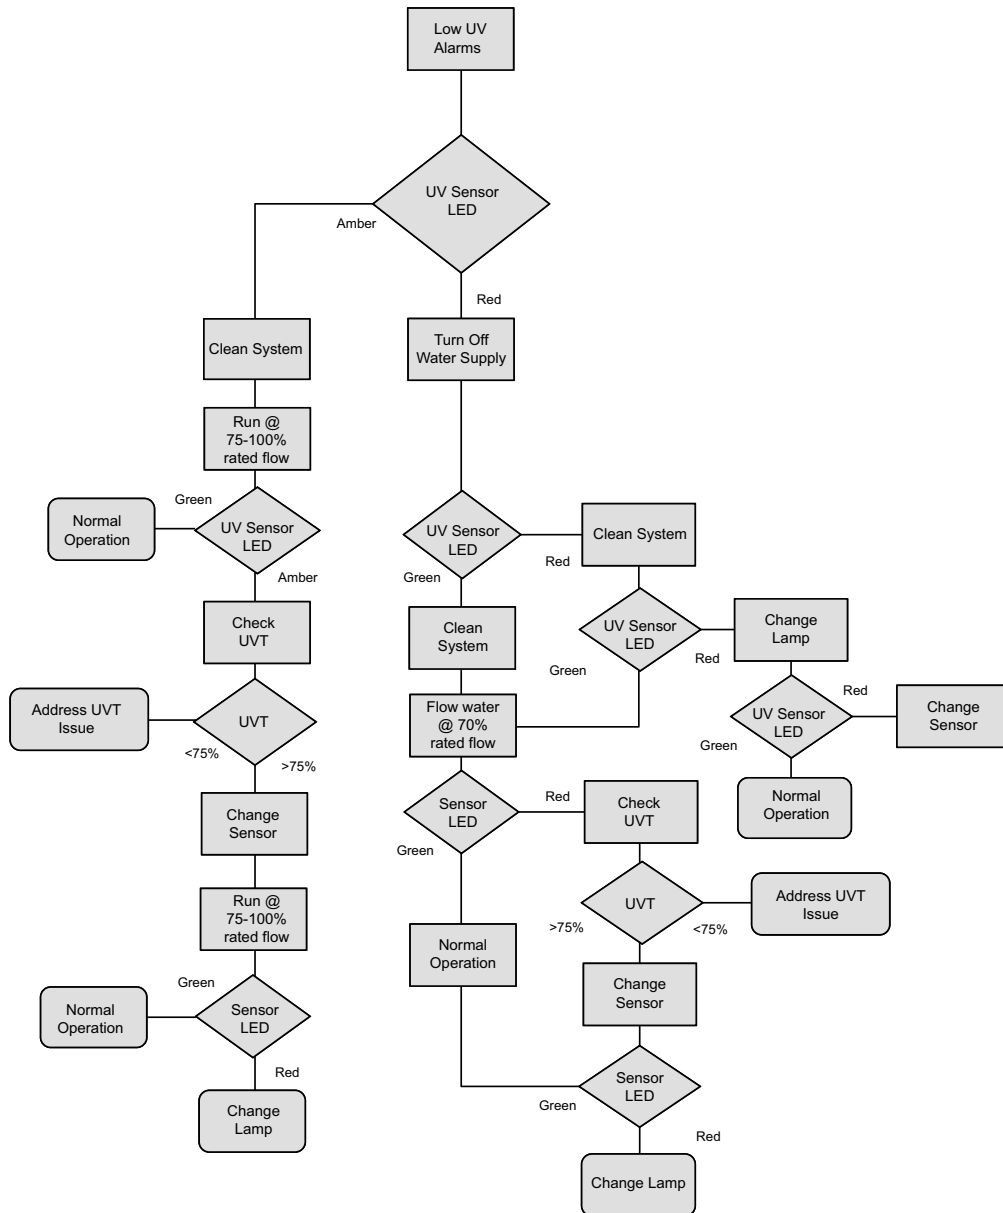 Low UV
Alarms
UV Sensor
LED
Amber
Red
Clean System
Turn Off
Water Supply
Run @
75-100%
rated flow
Green
Normal
Operation
UV Sensor
LED
Amber
UV Sensor
LED
Red
Green
Clean System
Check
UVT
Clean
System
UV Sensor
LED
Green
Red
Change
Lamp
Address UVT
Issue
UVT
<75%
>75%
Flow water
@ 70%
rated flow
UV Sensor
LED
Red
Green
Change
Sensor
Normal
Operation
Change
Sensor
Sensor
LED
Red
Green
Check
UVT
Run @
75-100%
rated flow
UVT
>75%
<75%
Address UVT
Issue
Normal
Operation
Change
Sensor
Green
Normal
Operation
Sensor
LED
Red
Change
Lamp
Sensor
LED
Green
Red
Change Lamp